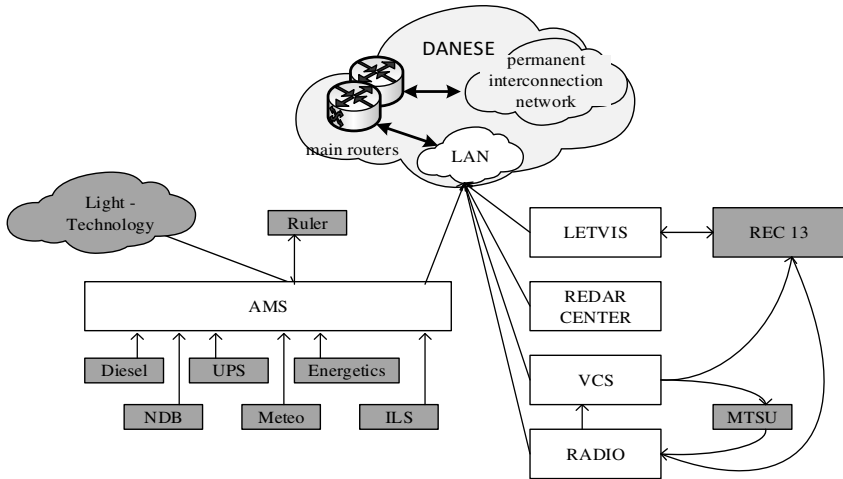 DANESE
permanent
interconnection
network
main routers
LAN
Light -
Technology
Ruler
LETVIS
REC 13
AMS
REDAR
CENTER
Diesel
UPS
Energetics
VCS
NDB
Meteo
ILS
MTSU
RADIO